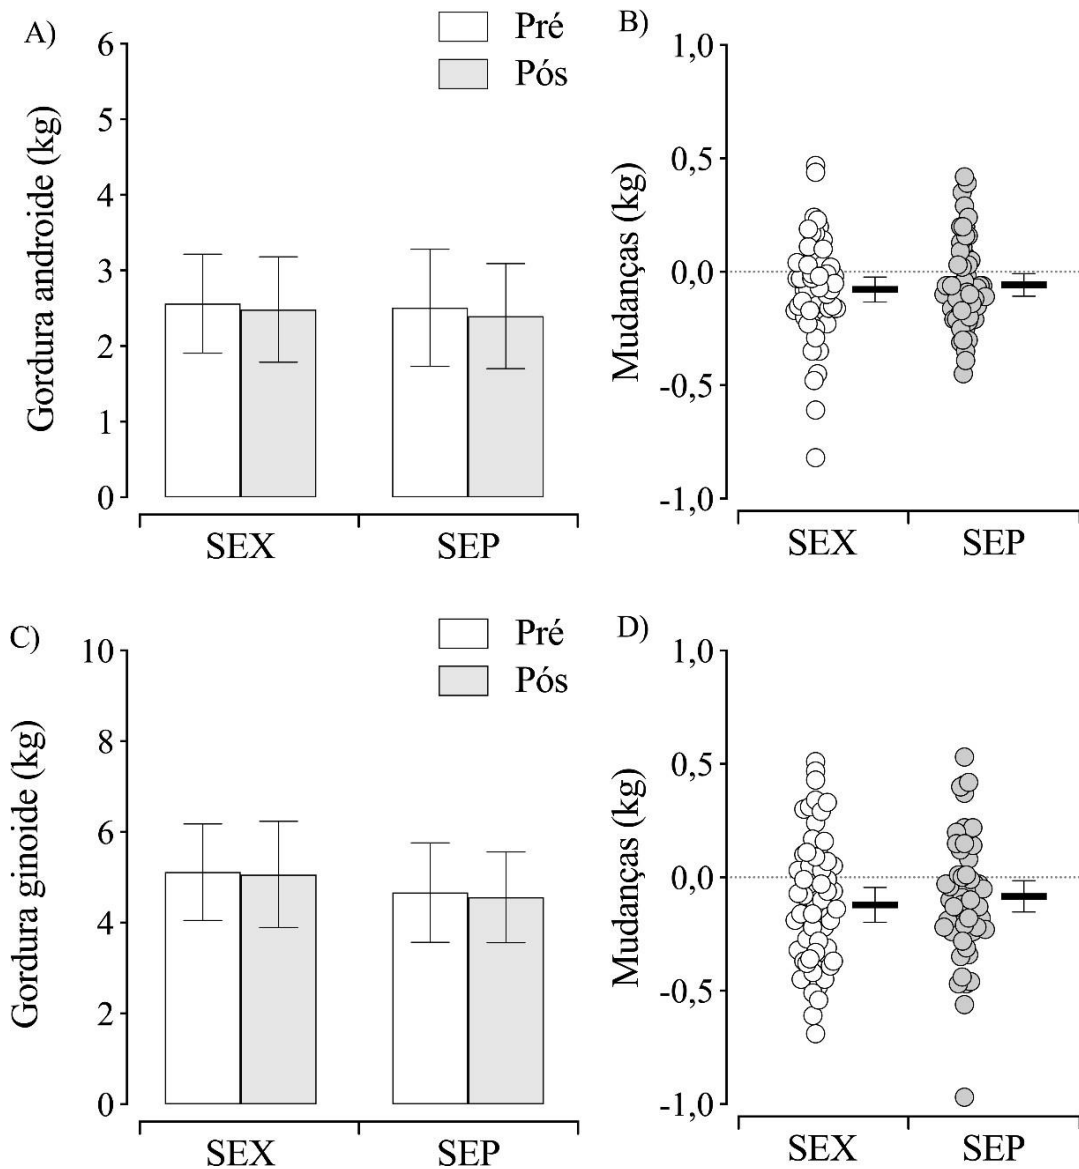 A)
Gordura androide (kg)
6
5
4
3
2
1
0
Pré
Pós
SEX
SEP
B)
Mudanças (kg)
1,0
0,5
0,0
-0,5
-1,0
SEX
SEP
C)
Gordura ginoide (kg)
10
8
6
4
2
0
Pré
Pós
SEX
SEP
D)
Mudanças (kg)
1,0
0,5
0,0
-0,5
-1,0
SEX
SEP